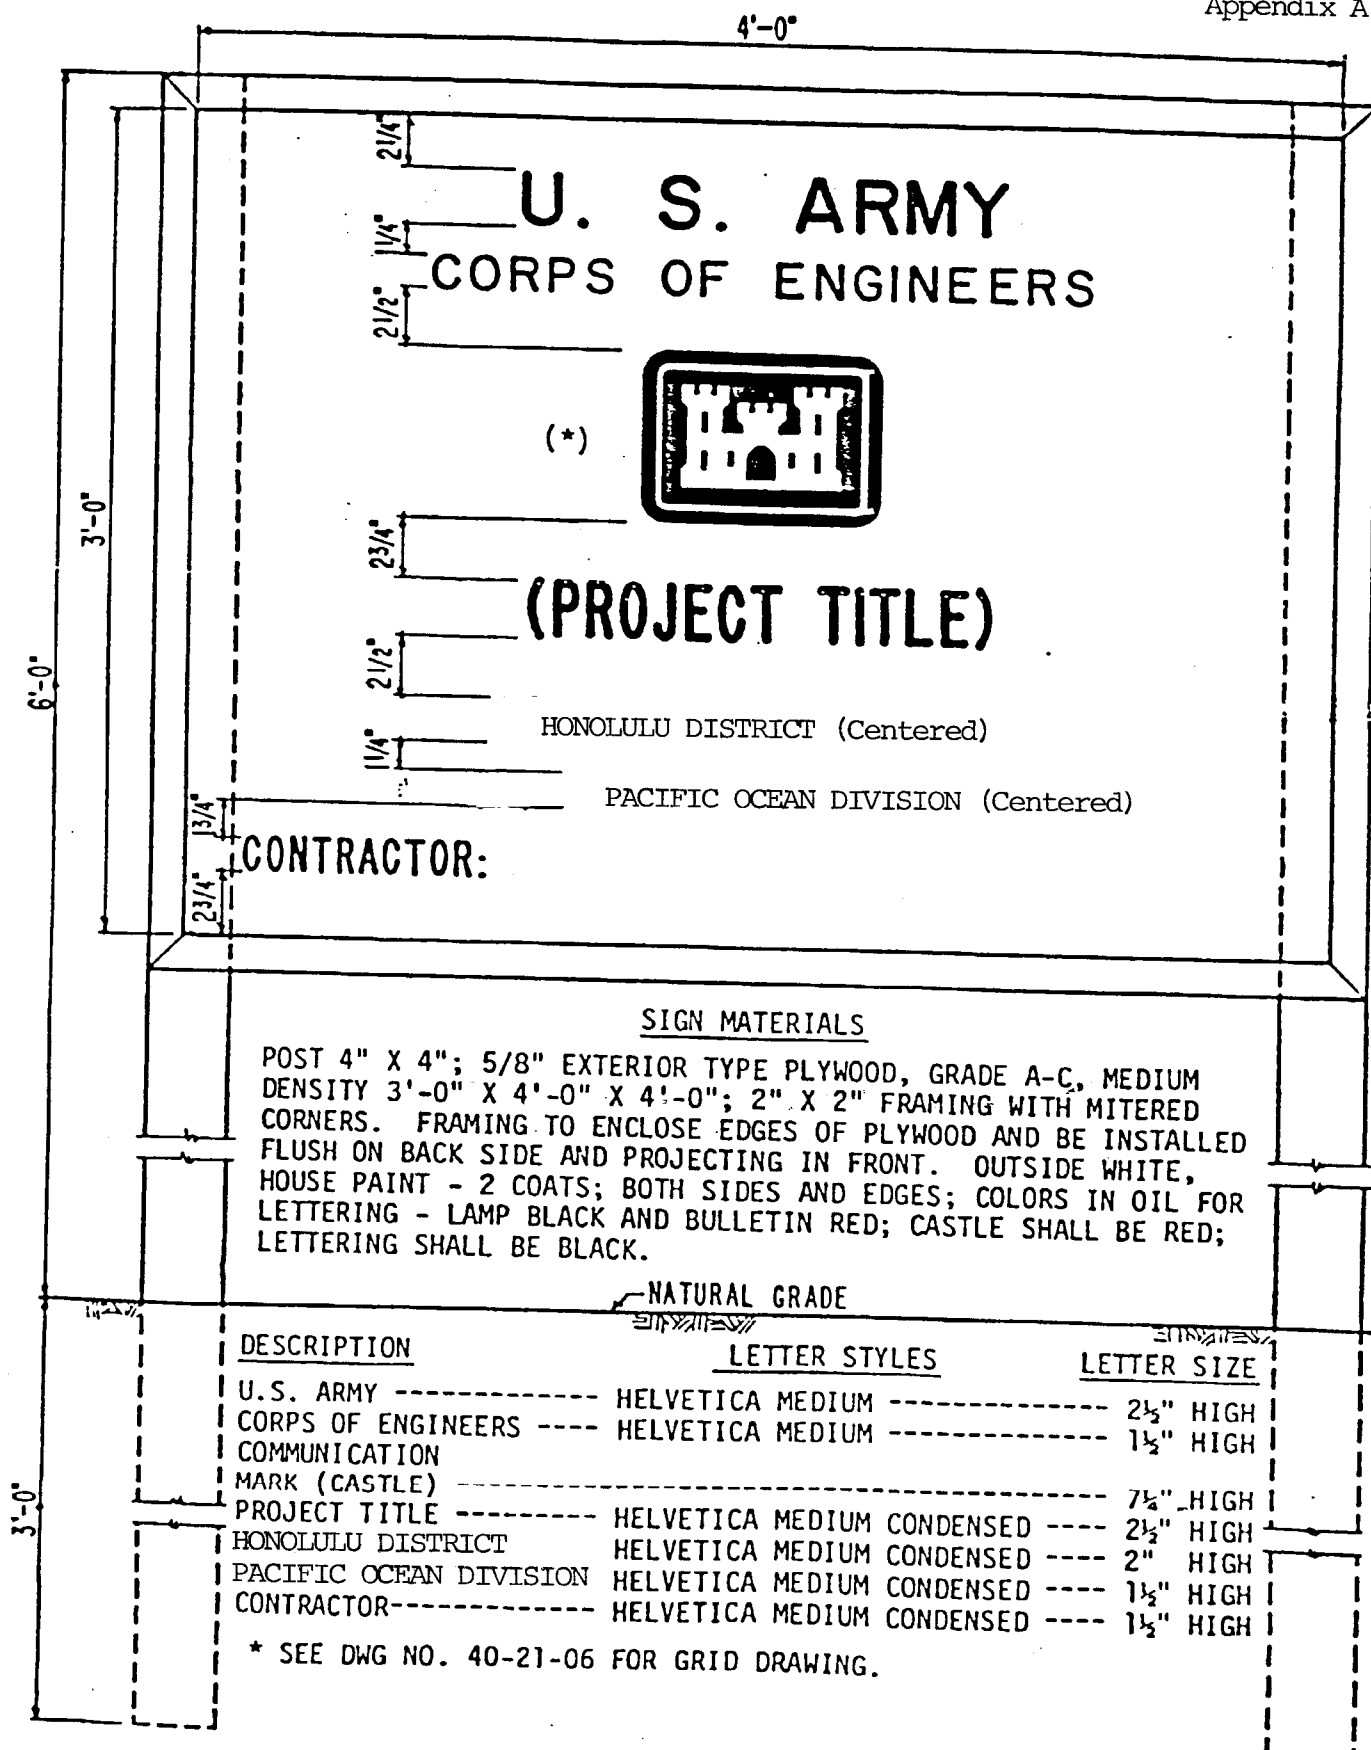 Appendix A
4'-0"
2 1/4"
U. S. ARMY
1 1/4"
CORPS OF ENGINEERS
2 1/2"
(*)
3'-0"
2 3/4"
(PROJECT TITLE)
6'-0"
2 1/2"
HONOLULU DISTRICT (Centered)
1 1/4"
PACIFIC OCEAN DIVISION (Centered)
1 3/4"
CONTRACTOR:
2 3/4"
SIGN MATERIALS
POST 4" X 4"; 5/8" EXTERIOR TYPE PLYWOOD, GRADE A-C, MEDIUM
DENSITY 3'-0" X 4'-0" X 4'-0"; 2" X 2" FRAMING WITH MITERED
CORNERS. FRAMING TO ENCLOSE EDGES OF PLYWOOD AND BE INSTALLED
FLUSH ON BACK SIDE AND PROJECTING IN FRONT. OUTSIDE WHITE,
HOUSE PAINT - 2 COATS; BOTH SIDES AND EDGES; COLORS IN OIL FOR
LETTERING - LAMP BLACK AND BULLETIN RED; CASTLE SHALL BE RED;
LETTERING SHALL BE BLACK.
NATURAL GRADE
DESCRIPTION LETTER STYLES LETTER SIZE
U.S. ARMY ------------- HELVETICA MEDIUM -------------- 2½" HIGH
CORPS OF ENGINEERS ---- HELVETICA MEDIUM -------------- 1½" HIGH
COMMUNICATION
MARK (CASTLE) ------------------------------------------ 7¼" HIGH
PROJECT TITLE --------- HELVETICA MEDIUM CONDENSED ---- 2½" HIGH
HONOLULU DISTRICT HELVETICA MEDIUM CONDENSED ---- 2" HIGH
PACIFIC OCEAN DIVISION HELVETICA MEDIUM CONDENSED ---- 1½" HIGH
CONTRACTOR------------- HELVETICA MEDIUM CONDENSED ---- 1½" HIGH
3'-0"
* SEE DWG NO. 40-21-06 FOR GRID DRAWING.